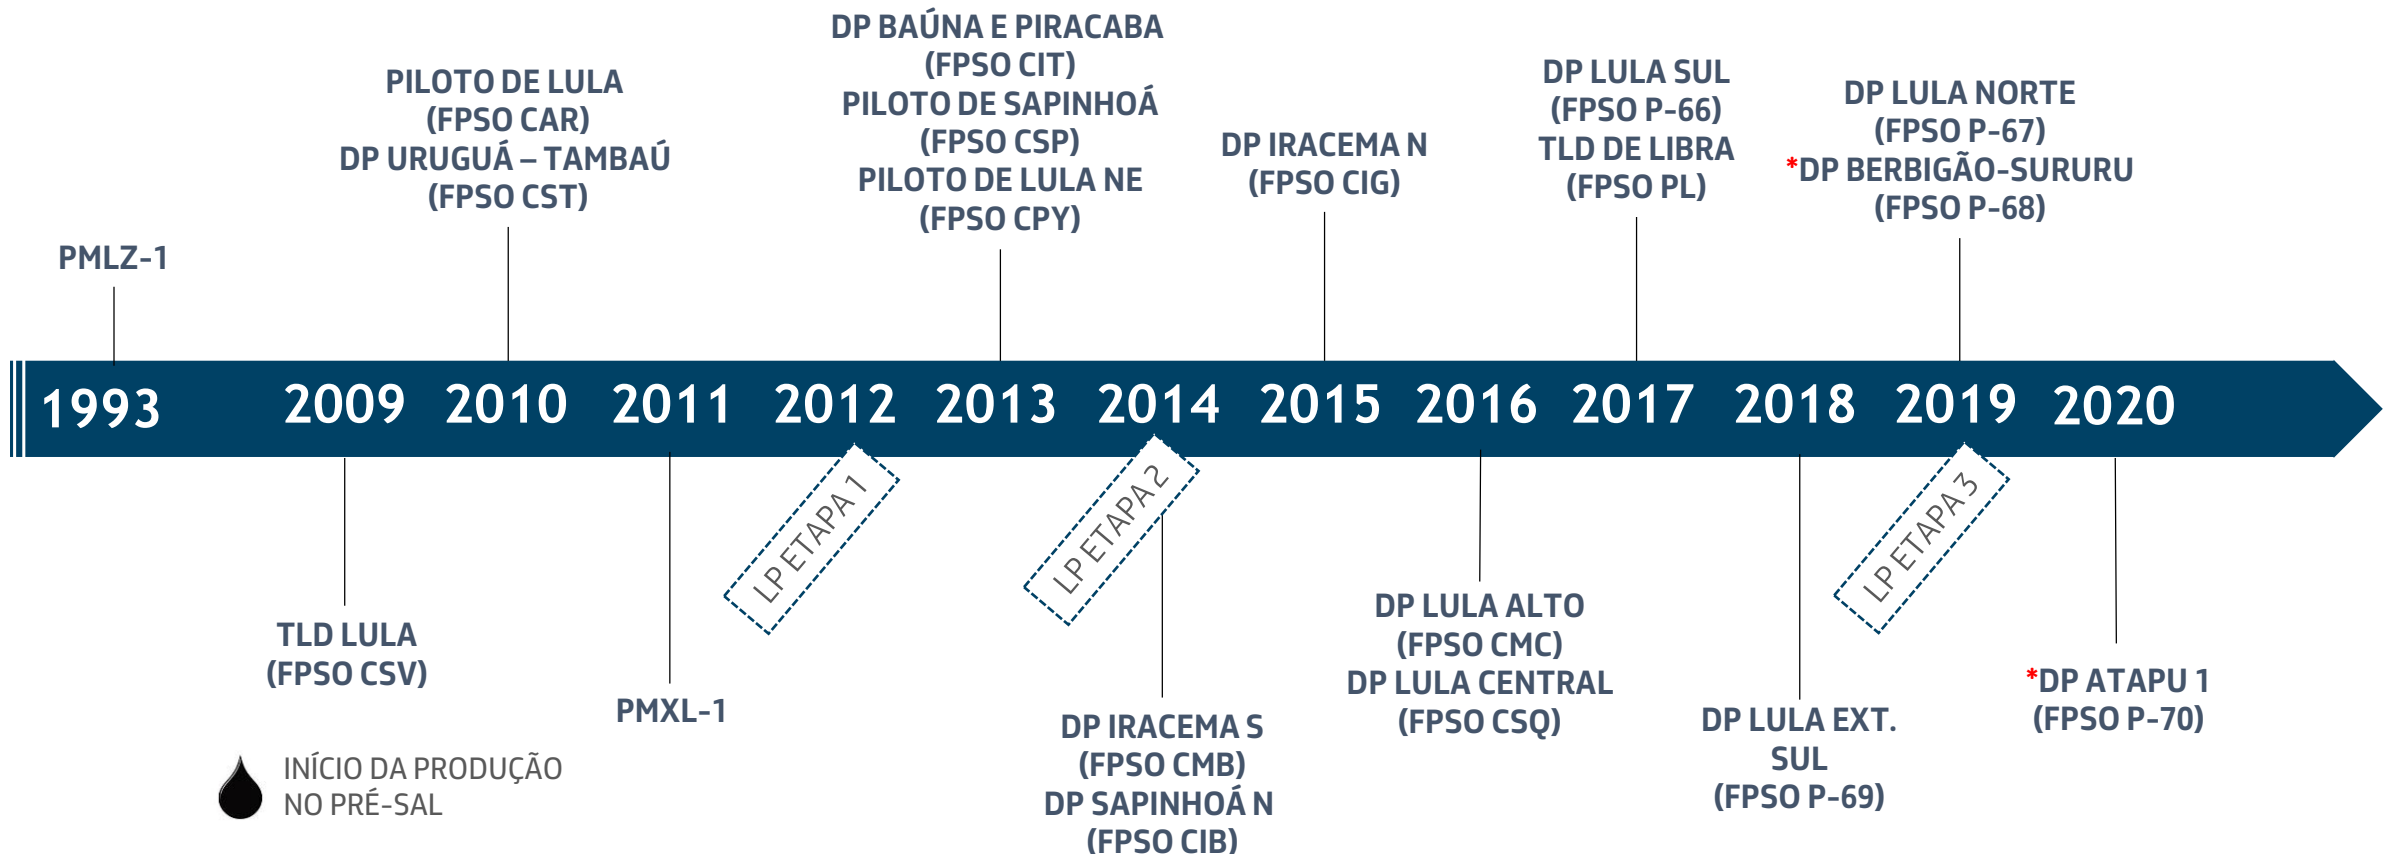 DP BAÚNA E PIRACABA
(FPSO CIT)
PILOTO DE SAPINHOÁ
(FPSO CSP)
PILOTO DE LULA NE
(FPSO CPY)
PILOTO DE LULA
(FPSO CAR)
DP URUGUÁ – TAMBAÚ
(FPSO CST)
DP LULA SUL
(FPSO P-66)
TLD DE LIBRA
(FPSO PL)
DP LULA NORTE
(FPSO P-67)
*DP BERBIGÃO-SURURU
(FPSO P-68)
DP IRACEMA N
(FPSO CIG)
PMLZ-1
1993 2009 2010 2011 2012 2013 2014 2015 2016 2017 2018 2019 2020
LP ETAPA 1
LP ETAPA 2
LP ETAPA 3
TLD LULA
(FPSO CSV)
PMXL-1
DP IRACEMA S
(FPSO CMB)
DP SAPINHOÁ N
(FPSO CIB)
DP LULA ALTO
(FPSO CMC)
DP LULA CENTRAL
(FPSO CSQ)
DP LULA EXT.
SUL
(FPSO P-69)
*DP ATAPU 1
(FPSO P-70)
INÍCIO DA PRODUÇÃO
NO PRÉ-SAL